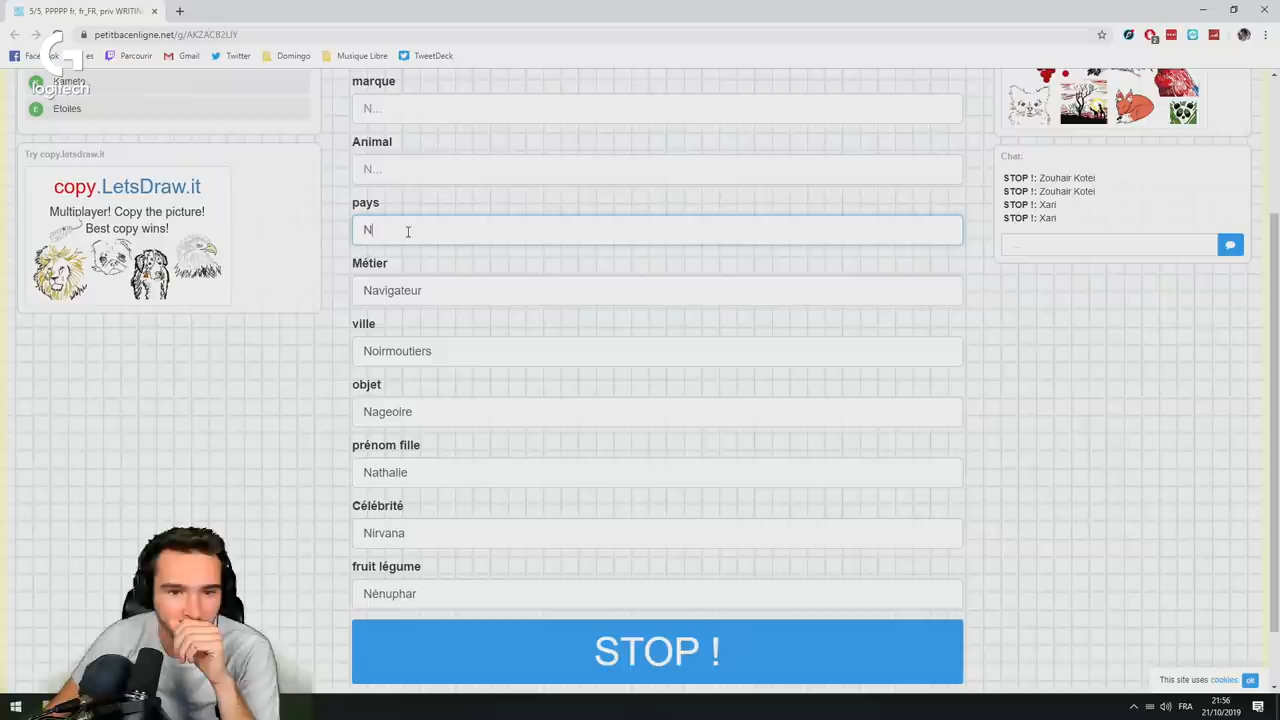 5/5, PPPPP fr, fr_FR, priv WRITIN
petitbacenligne.net/g/AKZAC82LIY
Parcourir
Gmail
Twitter
Domingo
Musique Libre
TweetDeck
logitech
Kameto
Etoiles
Try copy.letsdraw.it
copy.LetsDraw.it
Multiplayer! Copy the picture!
Best copy wins!
marque
N...
Animal
N...
pays
N
Métier
Navigateur
ville
Noirmoutiers
objet
Nageoire
prénom fille
Nathalie
Célébrité
Nirvana
fruit légume
Nénuphar
STOP !
Chat:
STOP !: Zouhair Kotei
STOP !: Zouhair Kotei
STOP !: Xari
STOP !: Xari
This site uses cookies. ok
FRA
21:56
21/10/2019